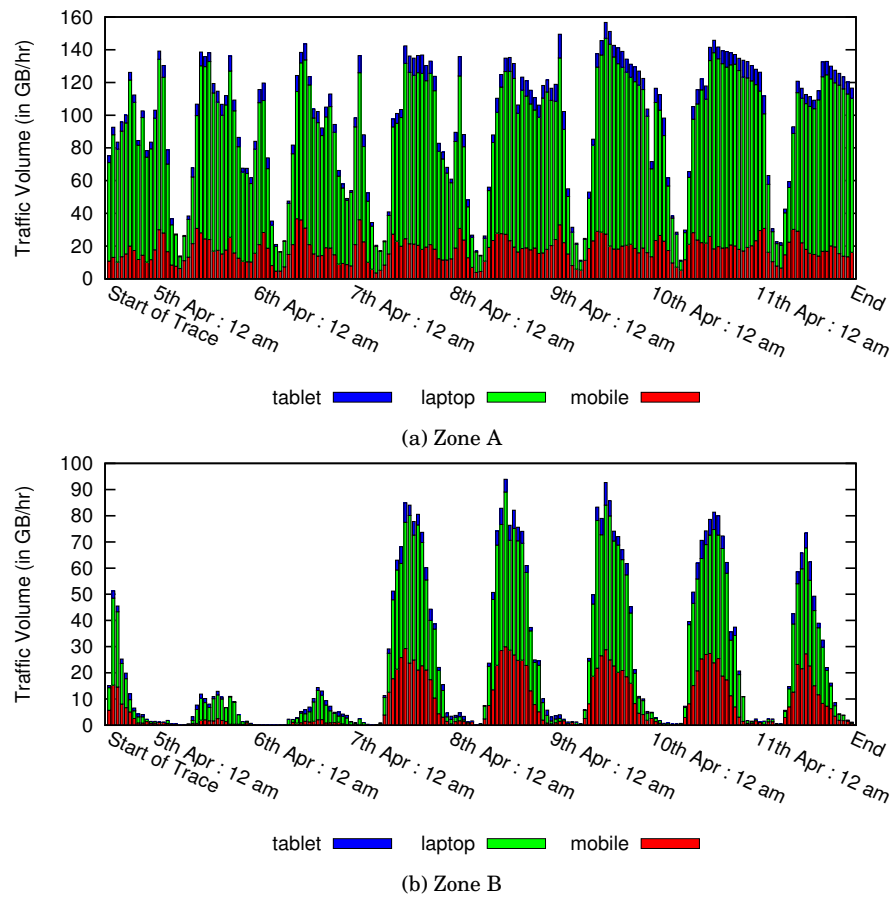 160
140
120
100
80
60
40
20
0
Traffic Volume (in GB/hr)
Start of Trace
5th Apr : 12 am
6th Apr : 12 am
7th Apr : 12 am
8th Apr : 12 am
9th Apr : 12 am
10th Apr : 12 am
11th Apr : 12 am
End
tablet laptop mobile
(a) Zone A
100
90
80
70
60
50
40
30
20
10
0
Traffic Volume (in GB/hr)
Start of Trace
5th Apr : 12 am
6th Apr : 12 am
7th Apr : 12 am
8th Apr : 12 am
9th Apr : 12 am
10th Apr : 12 am
11th Apr : 12 am
End
tablet laptop mobile
(b) Zone B